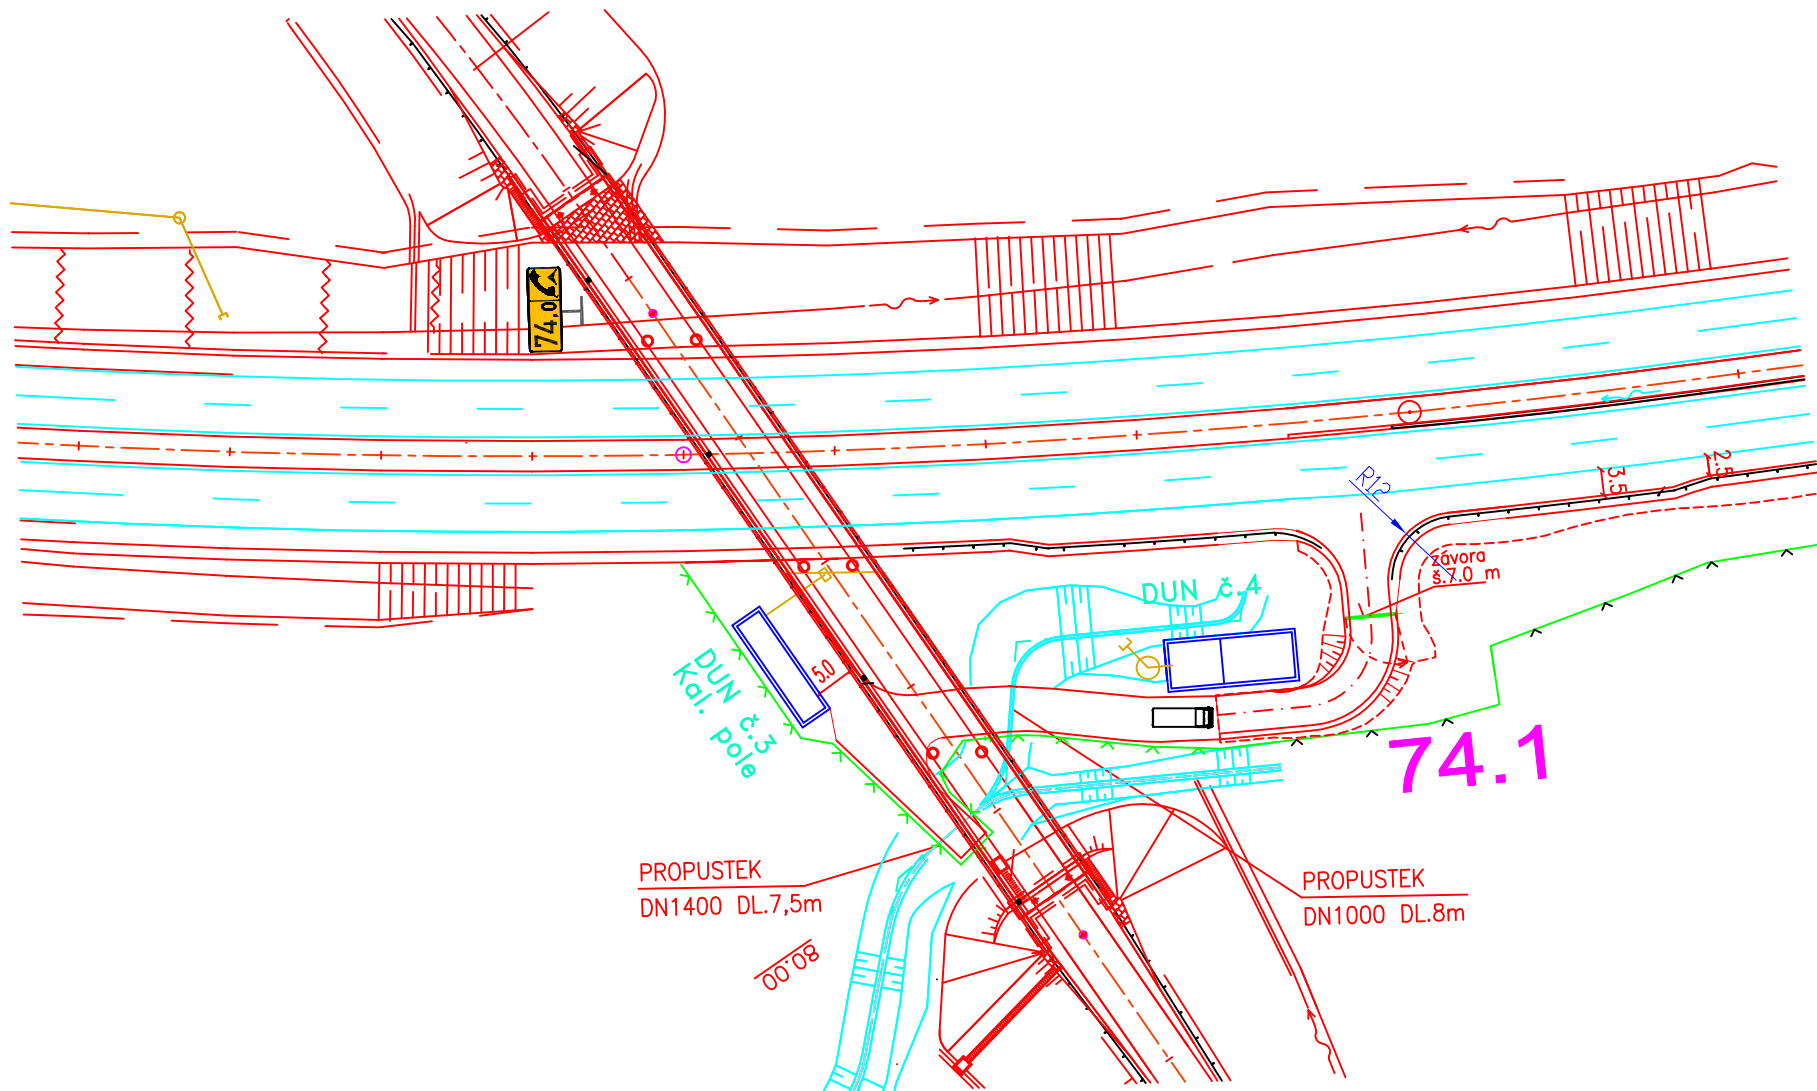 74,0
R12
2.5
3.5
závora
š.7.0 m
DUN č.4
5.0
DUN č.3
Kal. pole
74.1
PROPUSTEK
DN1400 DL.7,5m
PROPUSTEK
DN1000 DL.8m
80.00